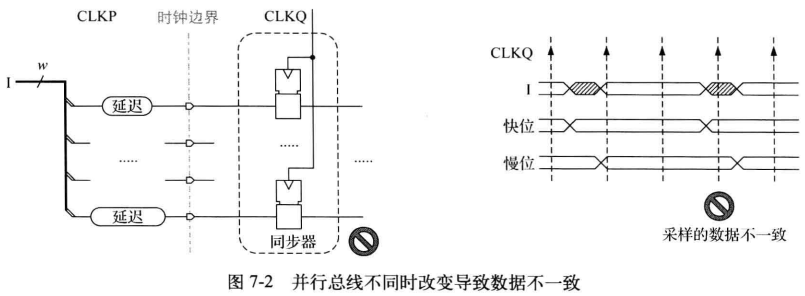 CLKP
时钟边界
CLKQ
w
I
延迟
......
......
......
延迟
同步器
CLKQ
I
快位
慢位
采样的数据不一致
图 7-2 并行总线不同时改变导致数据不一致